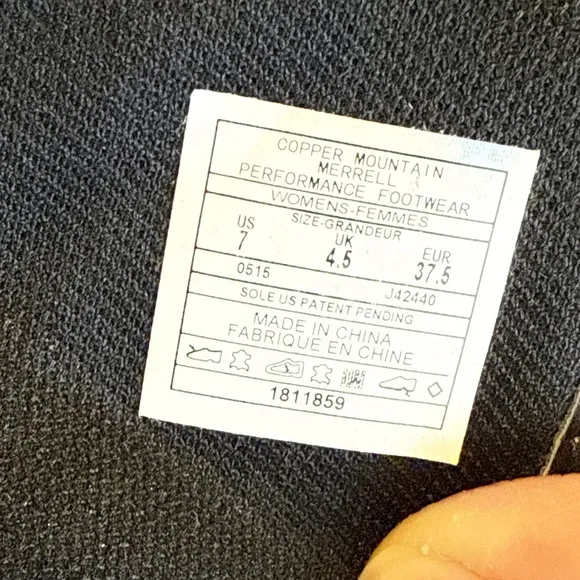 COPPER MOUNTAIN
MERRELL
PERFORMANCE FOOTWEAR
WOMENS-FEMMES
SIZE-GRANDEUR
US UK EUR
7 4.5 37.5
0515 J42440
SOLE US PATENT PENDING
MADE IN CHINA
FABRIQUE EN CHINE
1811859